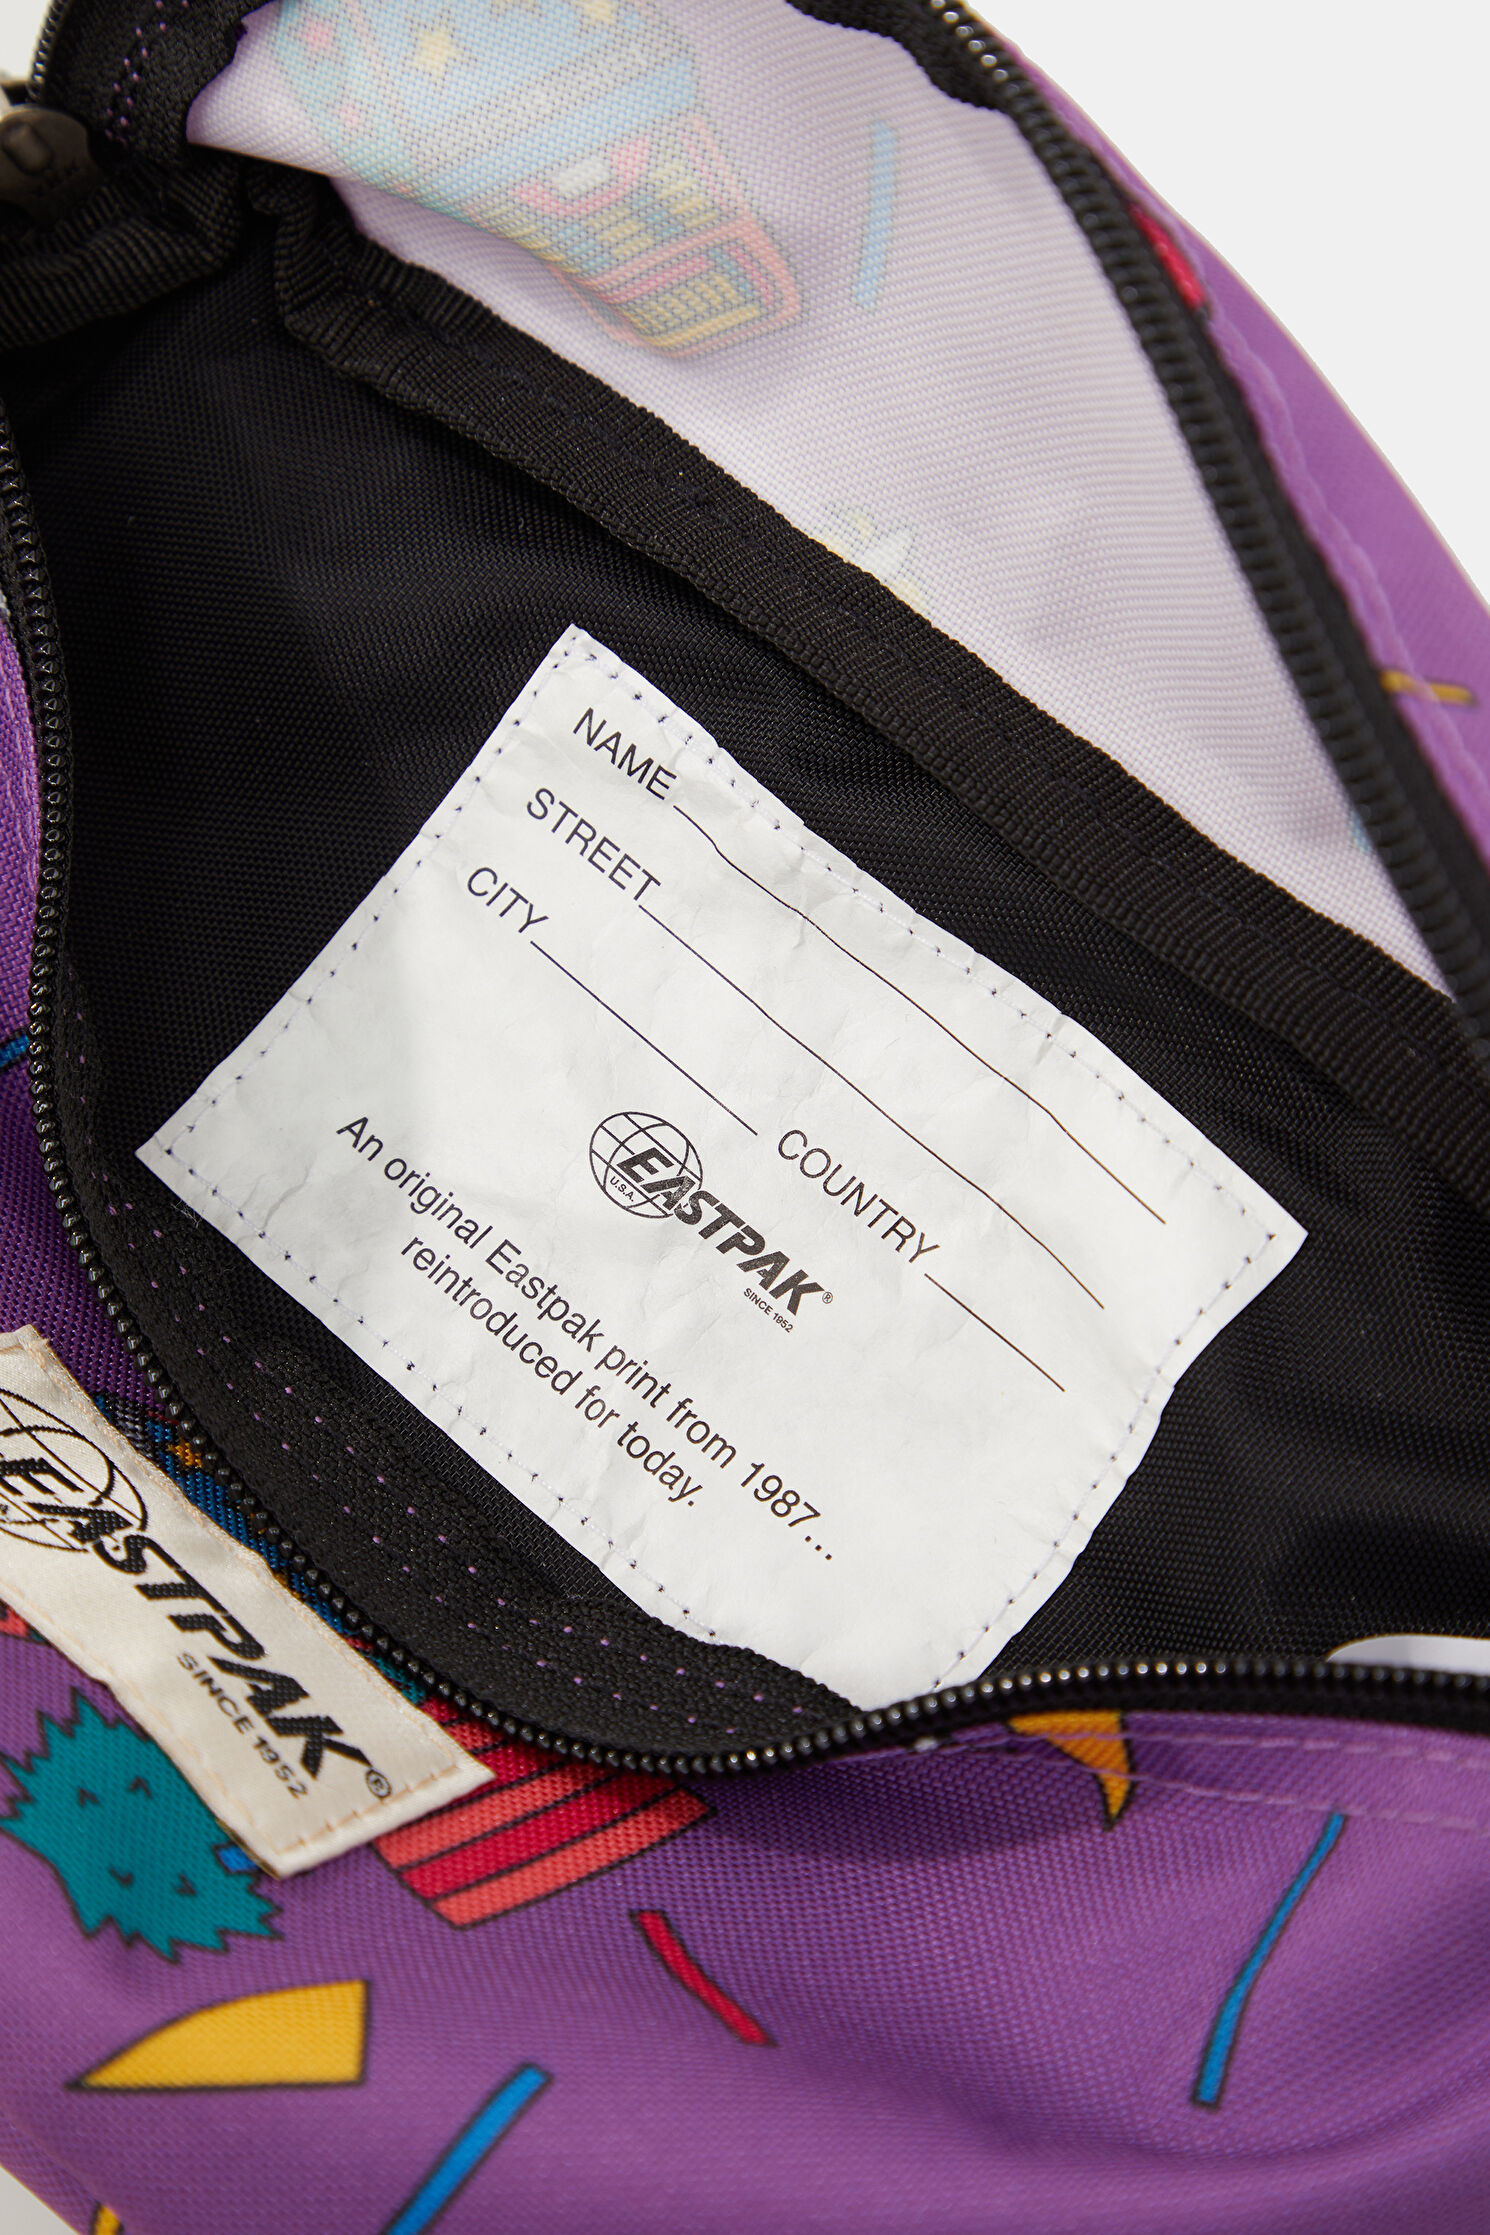 NAME
STREET
CITY COUNTRY
EASTPAK®
U.S.A.
SINCE 1952
An original Eastpak print from 1987...
reintroduced for today.
EASTPAK®
SINCE 1952